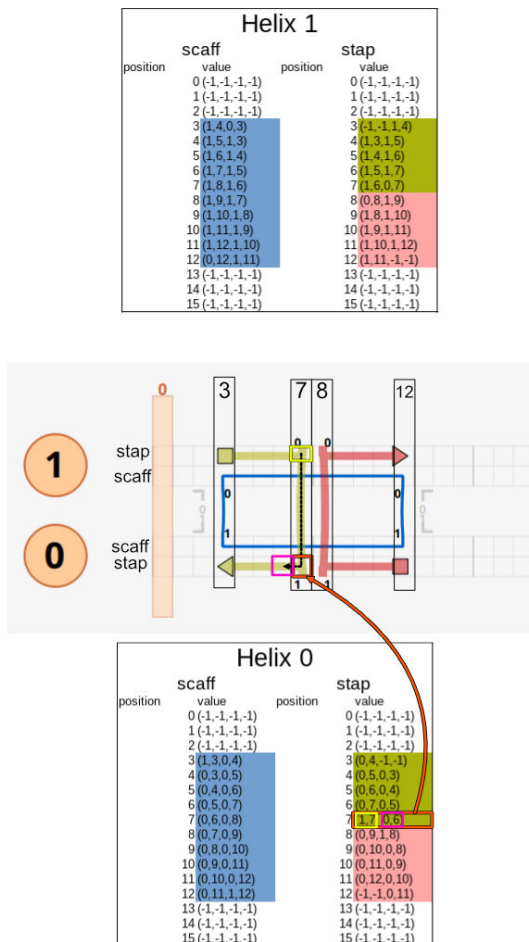 Helix 1
scaff stap
position value position value
0 (-1,-1,-1,-1) 0 (-1,-1,-1,-1)
1 (-1,-1,-1,-1) 1 (-1,-1,-1,-1)
2 (-1,-1,-1,-1) 2 (-1,-1,-1,-1)
3 (1,4,0,3) 3 (-1,-1,1,4)
4 (1,5,1,3) 4 (1,3,1,5)
5 (1,6,1,4) 5 (1,4,1,6)
6 (1,7,1,5) 6 (1,5,1,7)
7 (1,8,1,6) 7 (1,6,0,7)
8 (1,9,1,7) 8 (0,8,1,9)
9 (1,10,1,8) 9 (1,8,1,10)
10 (1,11,1,9) 10 (1,9,1,11)
11 (1,12,1,10) 11 (1,10,1,12)
12 (0,12,1,11) 12 (1,11,-1,-1)
13 (-1,-1,-1,-1) 13 (-1,-1,-1,-1)
14 (-1,-1,-1,-1) 14 (-1,-1,-1,-1)
15 (-1,-1,-1,-1) 15 (-1,-1,-1,-1)
0 3 7 8 12
0 0
1 stap
scaff
0 0
1 1
0 scaff
stap
1 1
Helix 0
scaff stap
position value position value
0 (-1,-1,-1,-1) 0 (-1,-1,-1,-1)
1 (-1,-1,-1,-1) 1 (-1,-1,-1,-1)
2 (-1,-1,-1,-1) 2 (-1,-1,-1,-1)
3 (1,3,0,4) 3 (0,4,-1,-1)
4 (0,3,0,5) 4 (0,5,0,3)
5 (0,4,0,6) 5 (0,6,0,4)
6 (0,5,0,7) 6 (0,7,0,5)
7 (0,6,0,8) 7 1,7 0,6
8 (0,7,0,9) 8 (0,9,1,8)
9 (0,8,0,10) 9 (0,10,0,8)
10 (0,9,0,11) 10 (0,11,0,9)
11 (0,10,0,12) 11 (0,12,0,10)
12 (0,11,1,12) 12 (-1,-1,0,11)
13 (-1,-1,-1,-1) 13 (-1,-1,-1,-1)
14 (-1,-1,-1,-1) 14 (-1,-1,-1,-1)
15 (-1,-1,-1,-1) 15 (-1,-1,-1,-1)